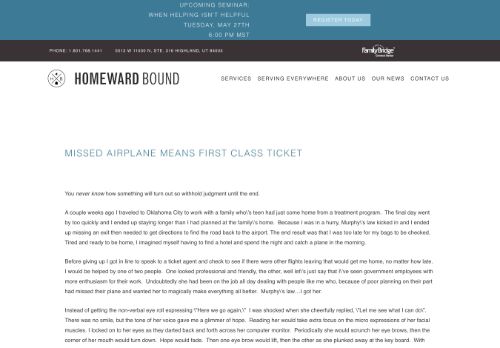 UPCOMING SEMINAR:
WHEN HELPING ISN'T HELPFUL
TUESDAY, MAY 27TH
6:00 PM MST
REGISTER TODAY
PHONE: 1.801.768.1441 5513 W 11000 N, STE. 216 HIGHLAND, UT 84003
FamilyBridge
HOMEWARD BOUND
SERVICES SERVING EVERYWHERE ABOUT US OUR NEWS CONTACT US
MISSED AIRPLANE MEANS FIRST CLASS TICKET
You never know how something will turn out so withhold judgment until the end.
A couple weeks ago I traveled to Oklahoma City to work with a family who\'s teen had just came home from a treatment program. The final day went
by too quickly and I ended up staying longer than I had planned at the family\'s home. Because I was in a hurry, Murphy\'s law kicked in and I ended
up missing an exit then needed to get directions to find the road back to the airport. The end result was that I was too late for my bags to be checked.
Tired and ready to be home, I imagined myself having to find a hotel and spend the night and catch a plane in the morning.
Before giving up I got in line to speak to a ticket agent and check to see if there were other flights leaving that would get me home, no matter how late.
I would be helped by one of two people. One looked professional and friendly, the other, well let\'s just say that I\'ve seen government employees with
more enthusiasm for their work. Undoubtedly she had been on the job all day dealing with people like me who, because of poor planning on their part
had missed their plane and wanted her to magically make everything all better. Murphy\'s law…I got her.
Instead of getting the non-verbal eye roll expressing \"Here we again,\" I was shocked when she cheerfully replied, \"Let me see what I can do\".
There was no smile, but the tone of her voice gave me a glimmer of hope. Reading her would take extra focus on the micro expressions of her facial
muscles. I locked on to her eyes as they darted back and forth across her computer monitor. Periodically she would scrunch her eye brows, then the
corner of her mouth would turn down. Hope would fade. Then one eye brow would lift, then the other as she plunked away at the key board. With